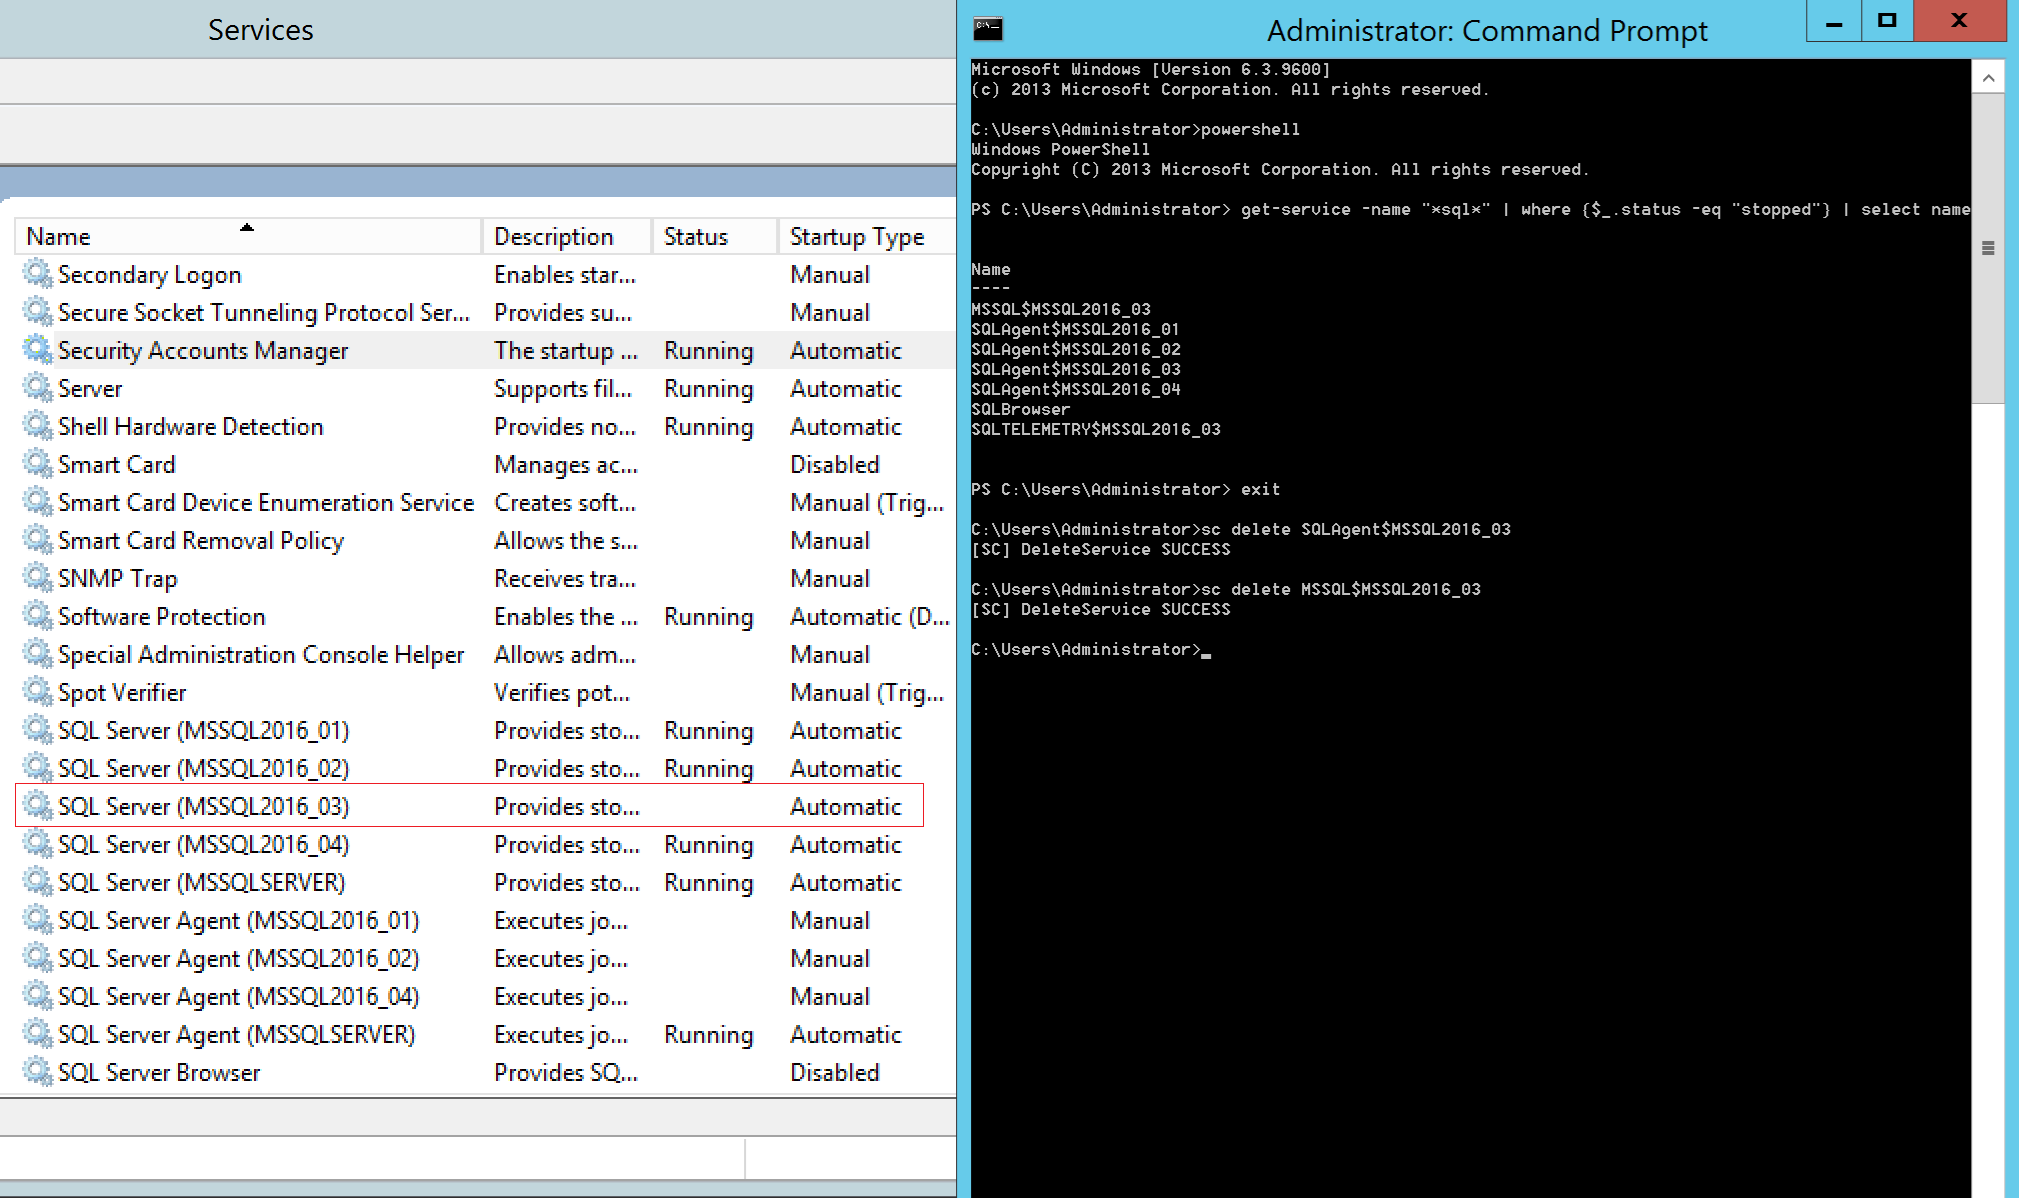 Services
Name Description Status Startup Type
Secondary Logon Enables star... Manual
Secure Socket Tunneling Protocol Ser... Provides su... Manual
Security Accounts Manager The startup ... Running Automatic
Server Supports fil... Running Automatic
Shell Hardware Detection Provides no... Running Automatic
Smart Card Manages ac... Disabled
Smart Card Device Enumeration Service Creates soft... Manual (Trig...
Smart Card Removal Policy Allows the s... Manual
SNMP Trap Receives tra... Manual
Software Protection Enables the ... Running Automatic (D...
Special Administration Console Helper Allows adm... Manual
Spot Verifier Verifies pot... Manual (Trig...
SQL Server (MSSQL2016_01) Provides sto... Running Automatic
SQL Server (MSSQL2016_02) Provides sto... Running Automatic
SQL Server (MSSQL2016_03) Provides sto... Automatic
SQL Server (MSSQL2016_04) Provides sto... Running Automatic
SQL Server (MSSQLSERVER) Provides sto... Running Automatic
SQL Server Agent (MSSQL2016_01) Executes jo... Manual
SQL Server Agent (MSSQL2016_02) Executes jo... Manual
SQL Server Agent (MSSQL2016_04) Executes jo... Manual
SQL Server Agent (MSSQLSERVER) Executes jo... Running Automatic
SQL Server Browser Provides SQ... Disabled
Administrator: Command Prompt
Microsoft Windows [Version 6.3.9600]
(c) 2013 Microsoft Corporation. All rights reserved.
C:\Users\Administrator>powershell
Windows PowerShell
Copyright (C) 2013 Microsoft Corporation. All rights reserved.
PS C:\Users\Administrator> get-service -name "*sql*" | where {$_.status -eq "stopped"} | select name
Name
----
MSSQL$MSSQL2016_03
SQLAgent$MSSQL2016_01
SQLAgent$MSSQL2016_02
SQLAgent$MSSQL2016_03
SQLAgent$MSSQL2016_04
SQLBrowser
SQLTELEMETRY$MSSQL2016_03
PS C:\Users\Administrator> exit
C:\Users\Administrator>sc delete SQLAgent$MSSQL2016_03
[SC] DeleteService SUCCESS
C:\Users\Administrator>sc delete MSSQL$MSSQL2016_03
[SC] DeleteService SUCCESS
C:\Users\Administrator>_